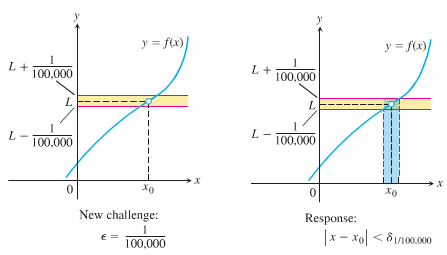 y
y = f(x)
L + 1/100,000
L
L − 1/100,000
0
x₀
x
New challenge:
ϵ = 1/100,000
y
y = f(x)
L + 1/100,000
L
L − 1/100,000
0
x₀
x
Response:
|x − x₀| < δ₁/₁₀₀,₀₀₀